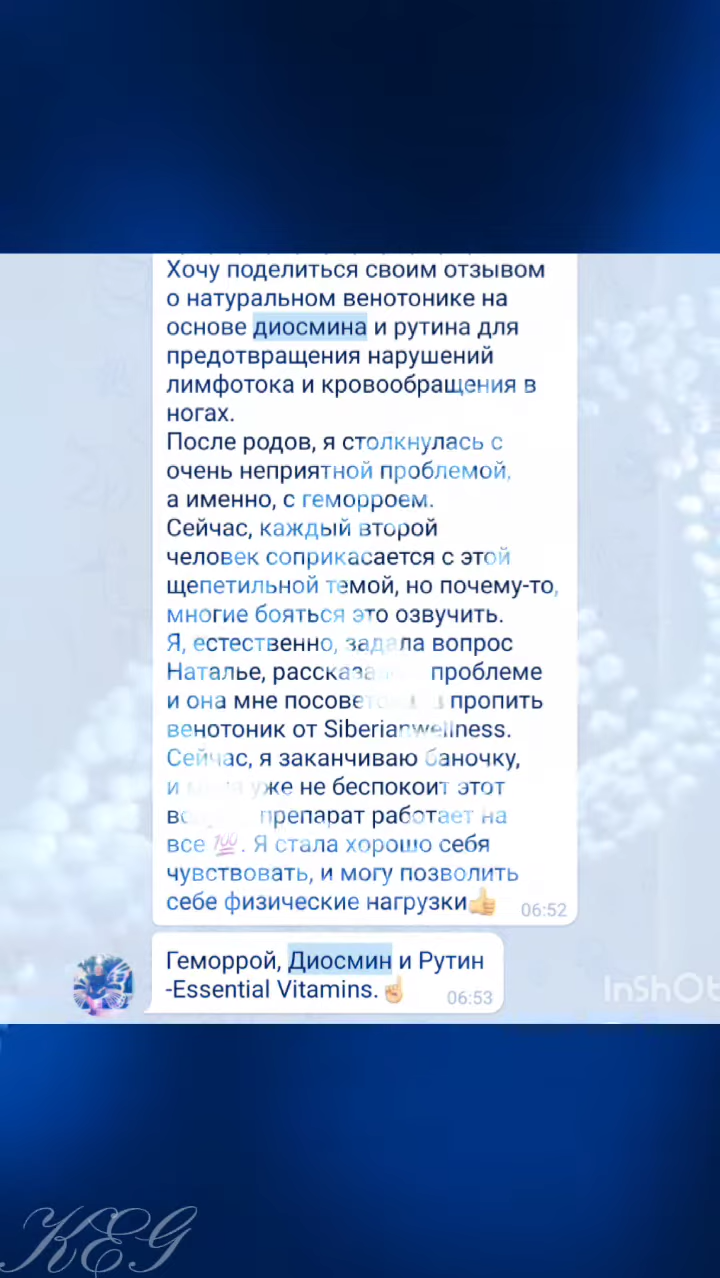 Хочу поделиться своим отзывом
о натуральном венотонике на
основе диосмина и рутина для
предотвращения нарушений
лимфотока и кровообращения в
ногах.
После родов, я столкнулась с
очень неприятной проблемой,
а именно, с геморроем.
Сейчас, каждый второй
человек соприкасается с этой
щепетильной темой, но почему-то,
многие бояться это озвучить.
Я, естественно, задала вопрос
Наталье, проблеме
и она мне пропить
венотоник от Siberianwellness.
Сейчас, я заканчиваю баночку,
и уже не беспокоит этот
препарат работает на
все 💯. Я стала хорошо себя
чувствовать, и могу позволить
себе физические нагрузки👍 06:52
Геморрой, Диосмин и Рутин
-Essential Vitamins.☝ 06:53
InShOt
KEG